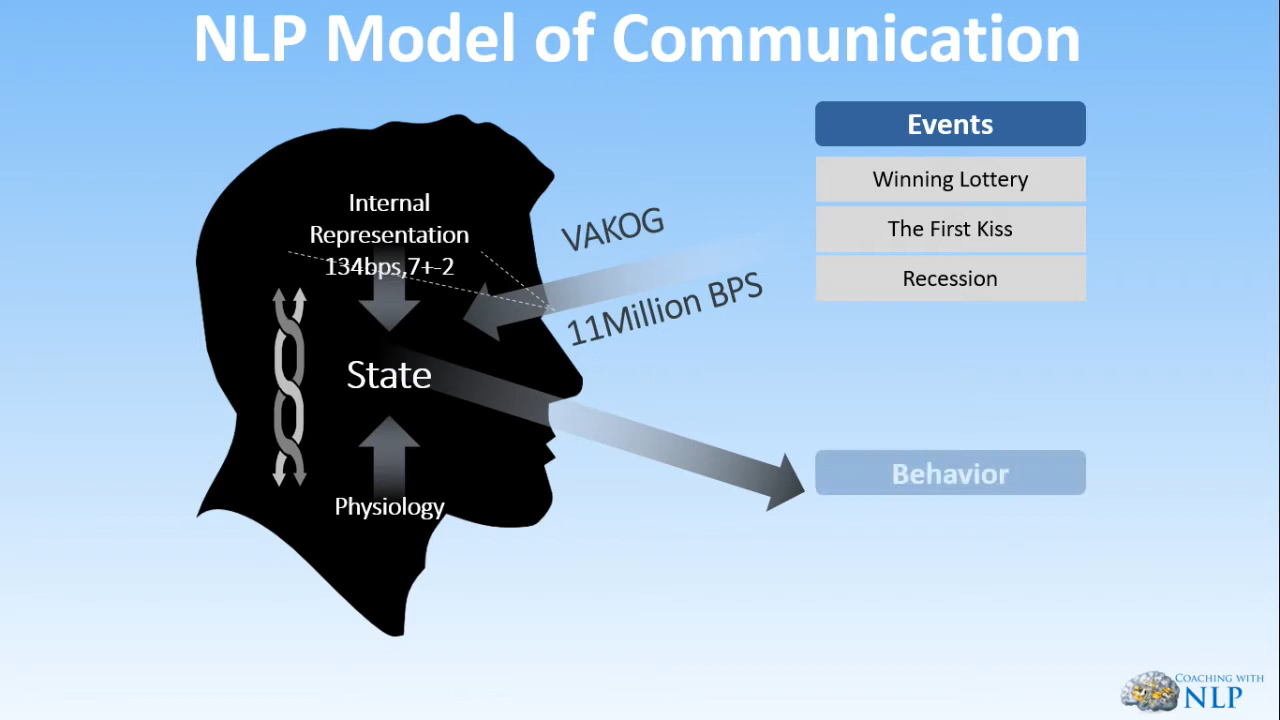 NLP Model of Communication
Events
Winning Lottery
The First Kiss
Recession
Internal
Representation
134bps,7+-2
VAKOG
11Million BPS
State
Physiology
Behavior
COACHING WITH
NLP